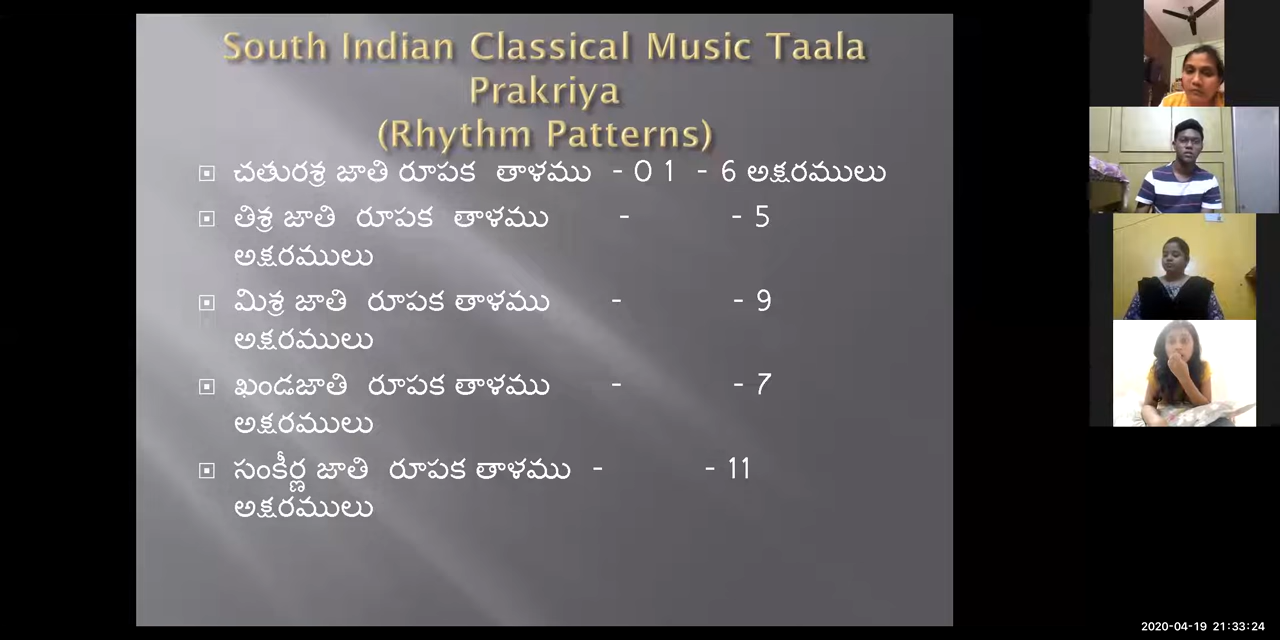 South Indian Classical Music Taala
Prakriya
(Rhythm Patterns)
చతురశ్ర జాతి రూపక తాళము - 0 1 - 6 అక్షరములు
తిశ్ర జాతి రూపక తాళము - - 5
అక్షరములు
మిశ్ర జాతి రూపక తాళము - - 9
అక్షరములు
ఖండజాతి రూపక తాళము - - 7
అక్షరములు
సంకీర్ణ జాతి రూపక తాళము - - 11
అక్షరములు
2020-04-19 21:33:24